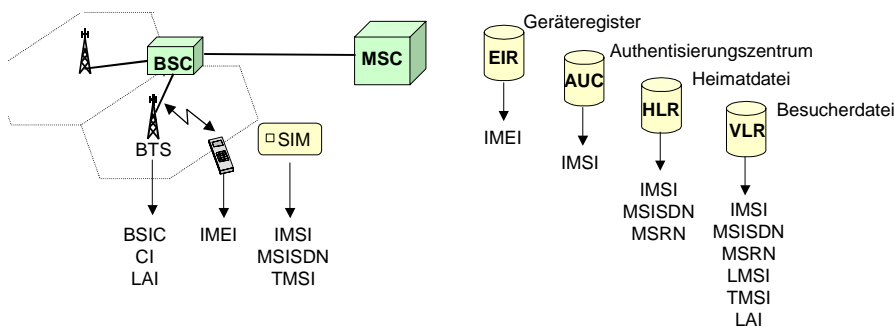 BSC
MSC
BTS
SIM
BSIC
CI
LAI
IMEI
IMSI
MSISDN
TMSI
Geräteregister
EIR
IMEI
Authentisierungszentrum
AUC
IMSI
Heimatdatei
HLR
IMSI
MSISDN
MSRN
Besucherdatei
VLR
IMSI
MSISDN
MSRN
LMSI
TMSI
LAI